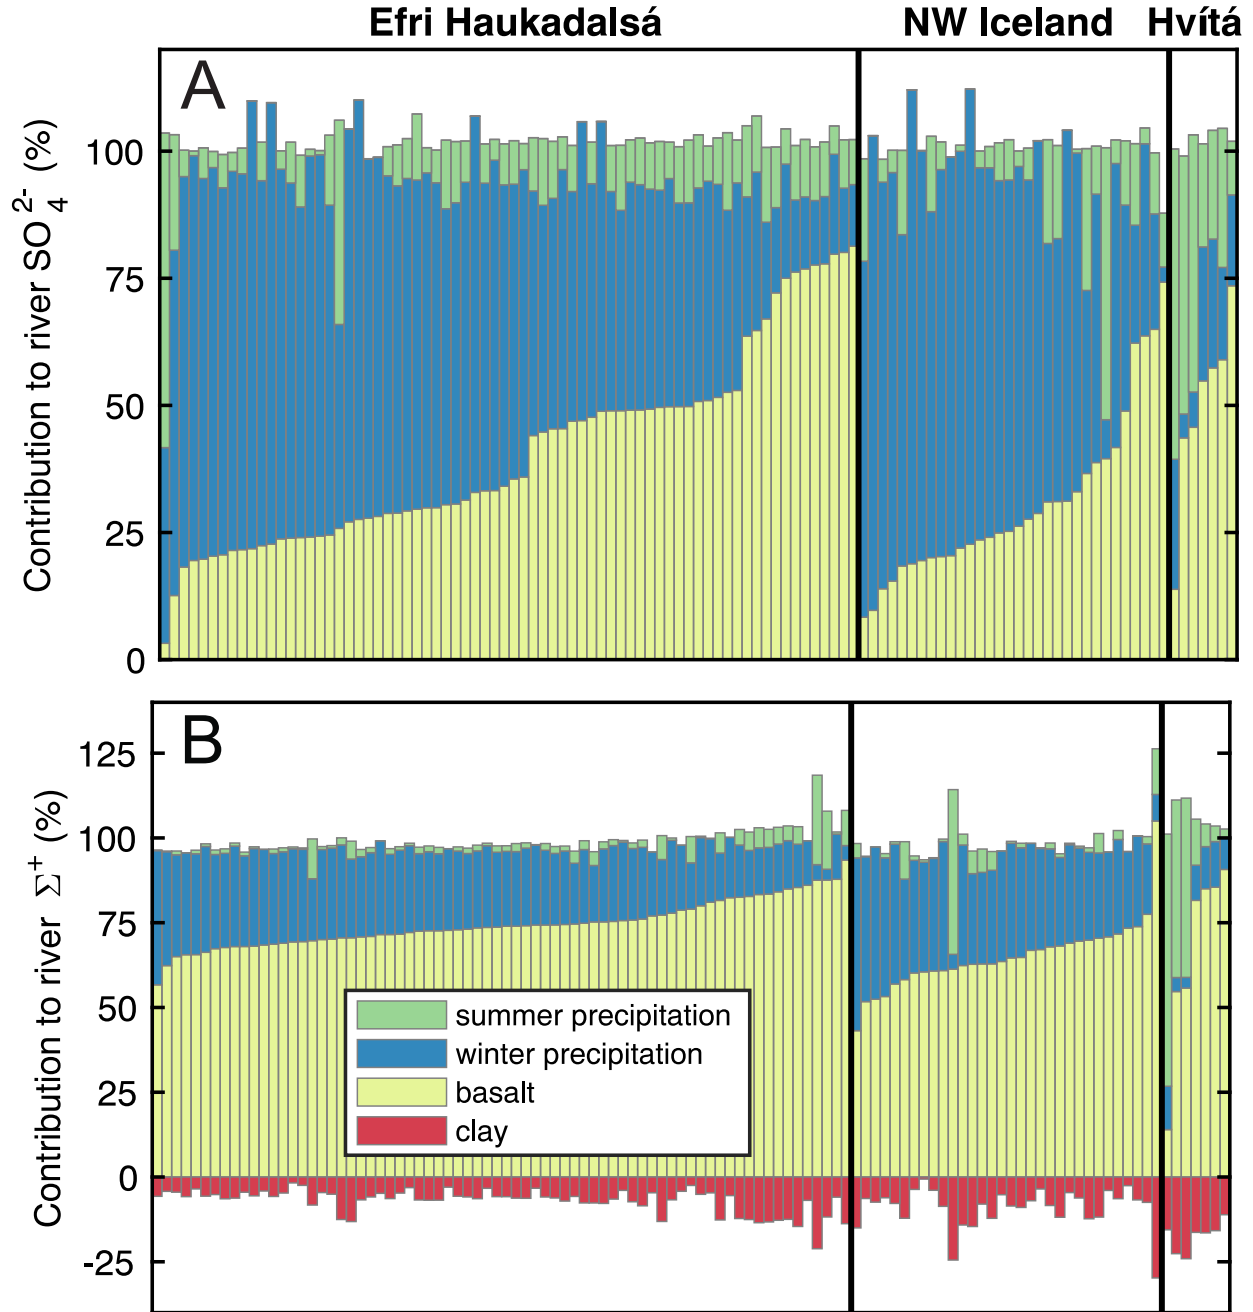 Efri Haukadalsá NW Iceland Hvítá
A
Contribution to river SO₄²⁻ (%)
100
75
50
25
0
B
Contribution to river Σ⁺ (%)
125
100
75
50
25
0
-25
summer precipitation
winter precipitation
basalt
clay